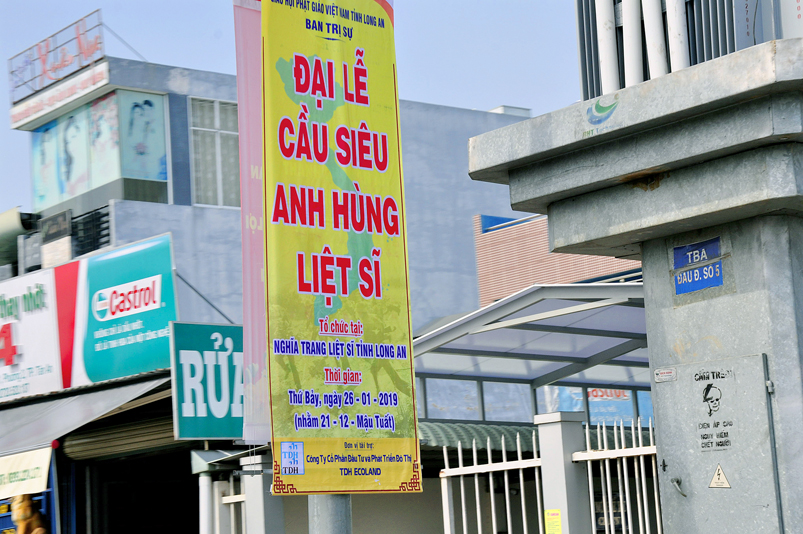 GIÁO HỘI PHẬT GIÁO VIỆT NAM TỈNH LONG AN
BAN TRỊ SỰ
ĐẠI LỄ
CẦU SIÊU
ANH HÙNG
LIỆT SĨ
Tổ chức tại:
NGHĨA TRANG LIỆT SĨ TỈNH LONG AN
Thời gian:
Thứ Bảy, ngày 26 - 01 - 2019
(nhằm 21 - 12 - Mậu Tuất)
Đơn vị tài trợ:
TDH
Công Ty Cổ Phần Đầu Tư và Phát Triển Đô Thị
TDH ECOLAND
Castrol
RỬA
TBA
ĐẦU Đ. SÔ 5
CẤM TRÈO
ĐIỆN ÁP CAO
NGUY HIỂM
CHẾT NGƯỜI